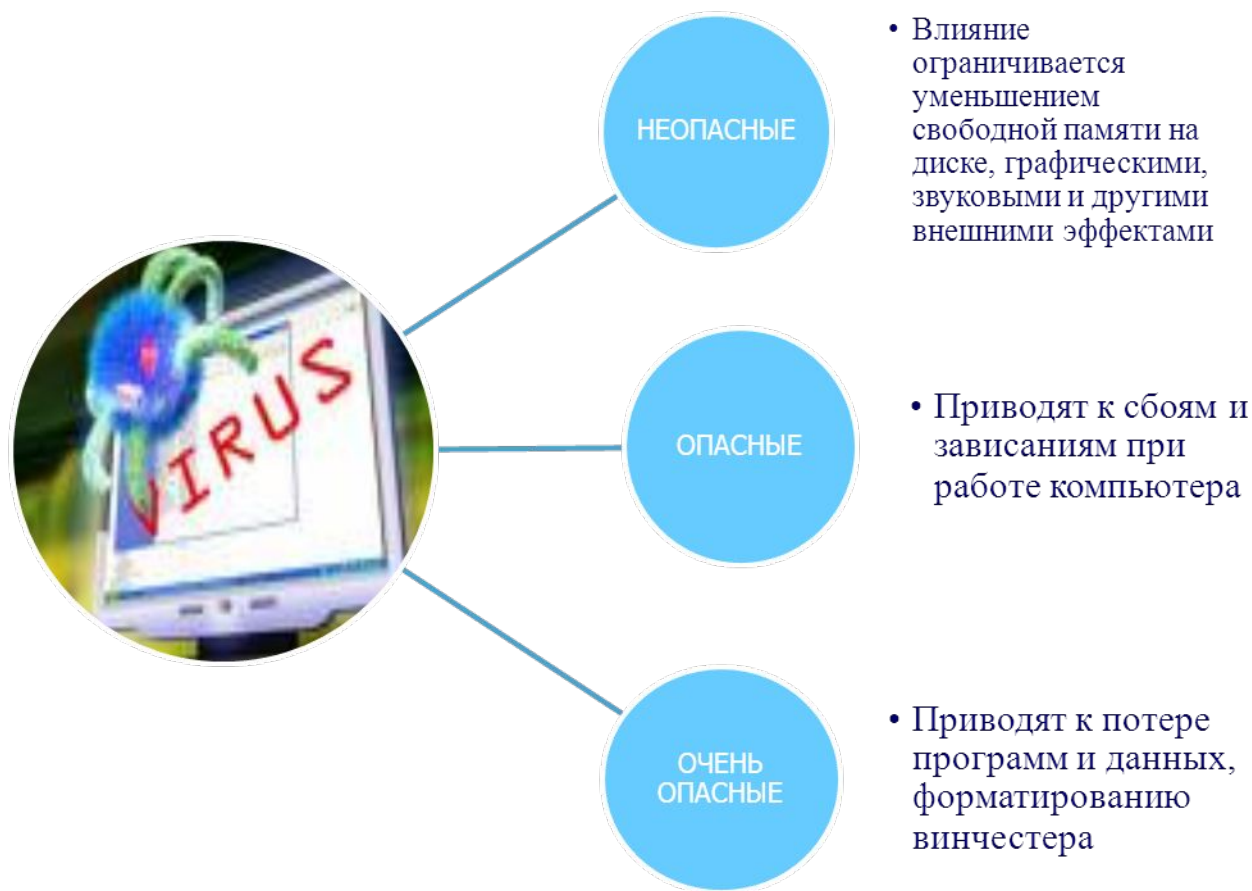 НЕОПАСНЫЕ
• Влияние
ограничивается
уменьшением
свободной памяти на
диске, графическими,
звуковыми и другими
внешними эффектами
VIRUS
ОПАСНЫЕ
• Приводят к сбоям и
зависаниям при
работе компьютера
ОЧЕНЬ
ОПАСНЫЕ
• Приводят к потере
программ и данных,
форматированию
винчестера